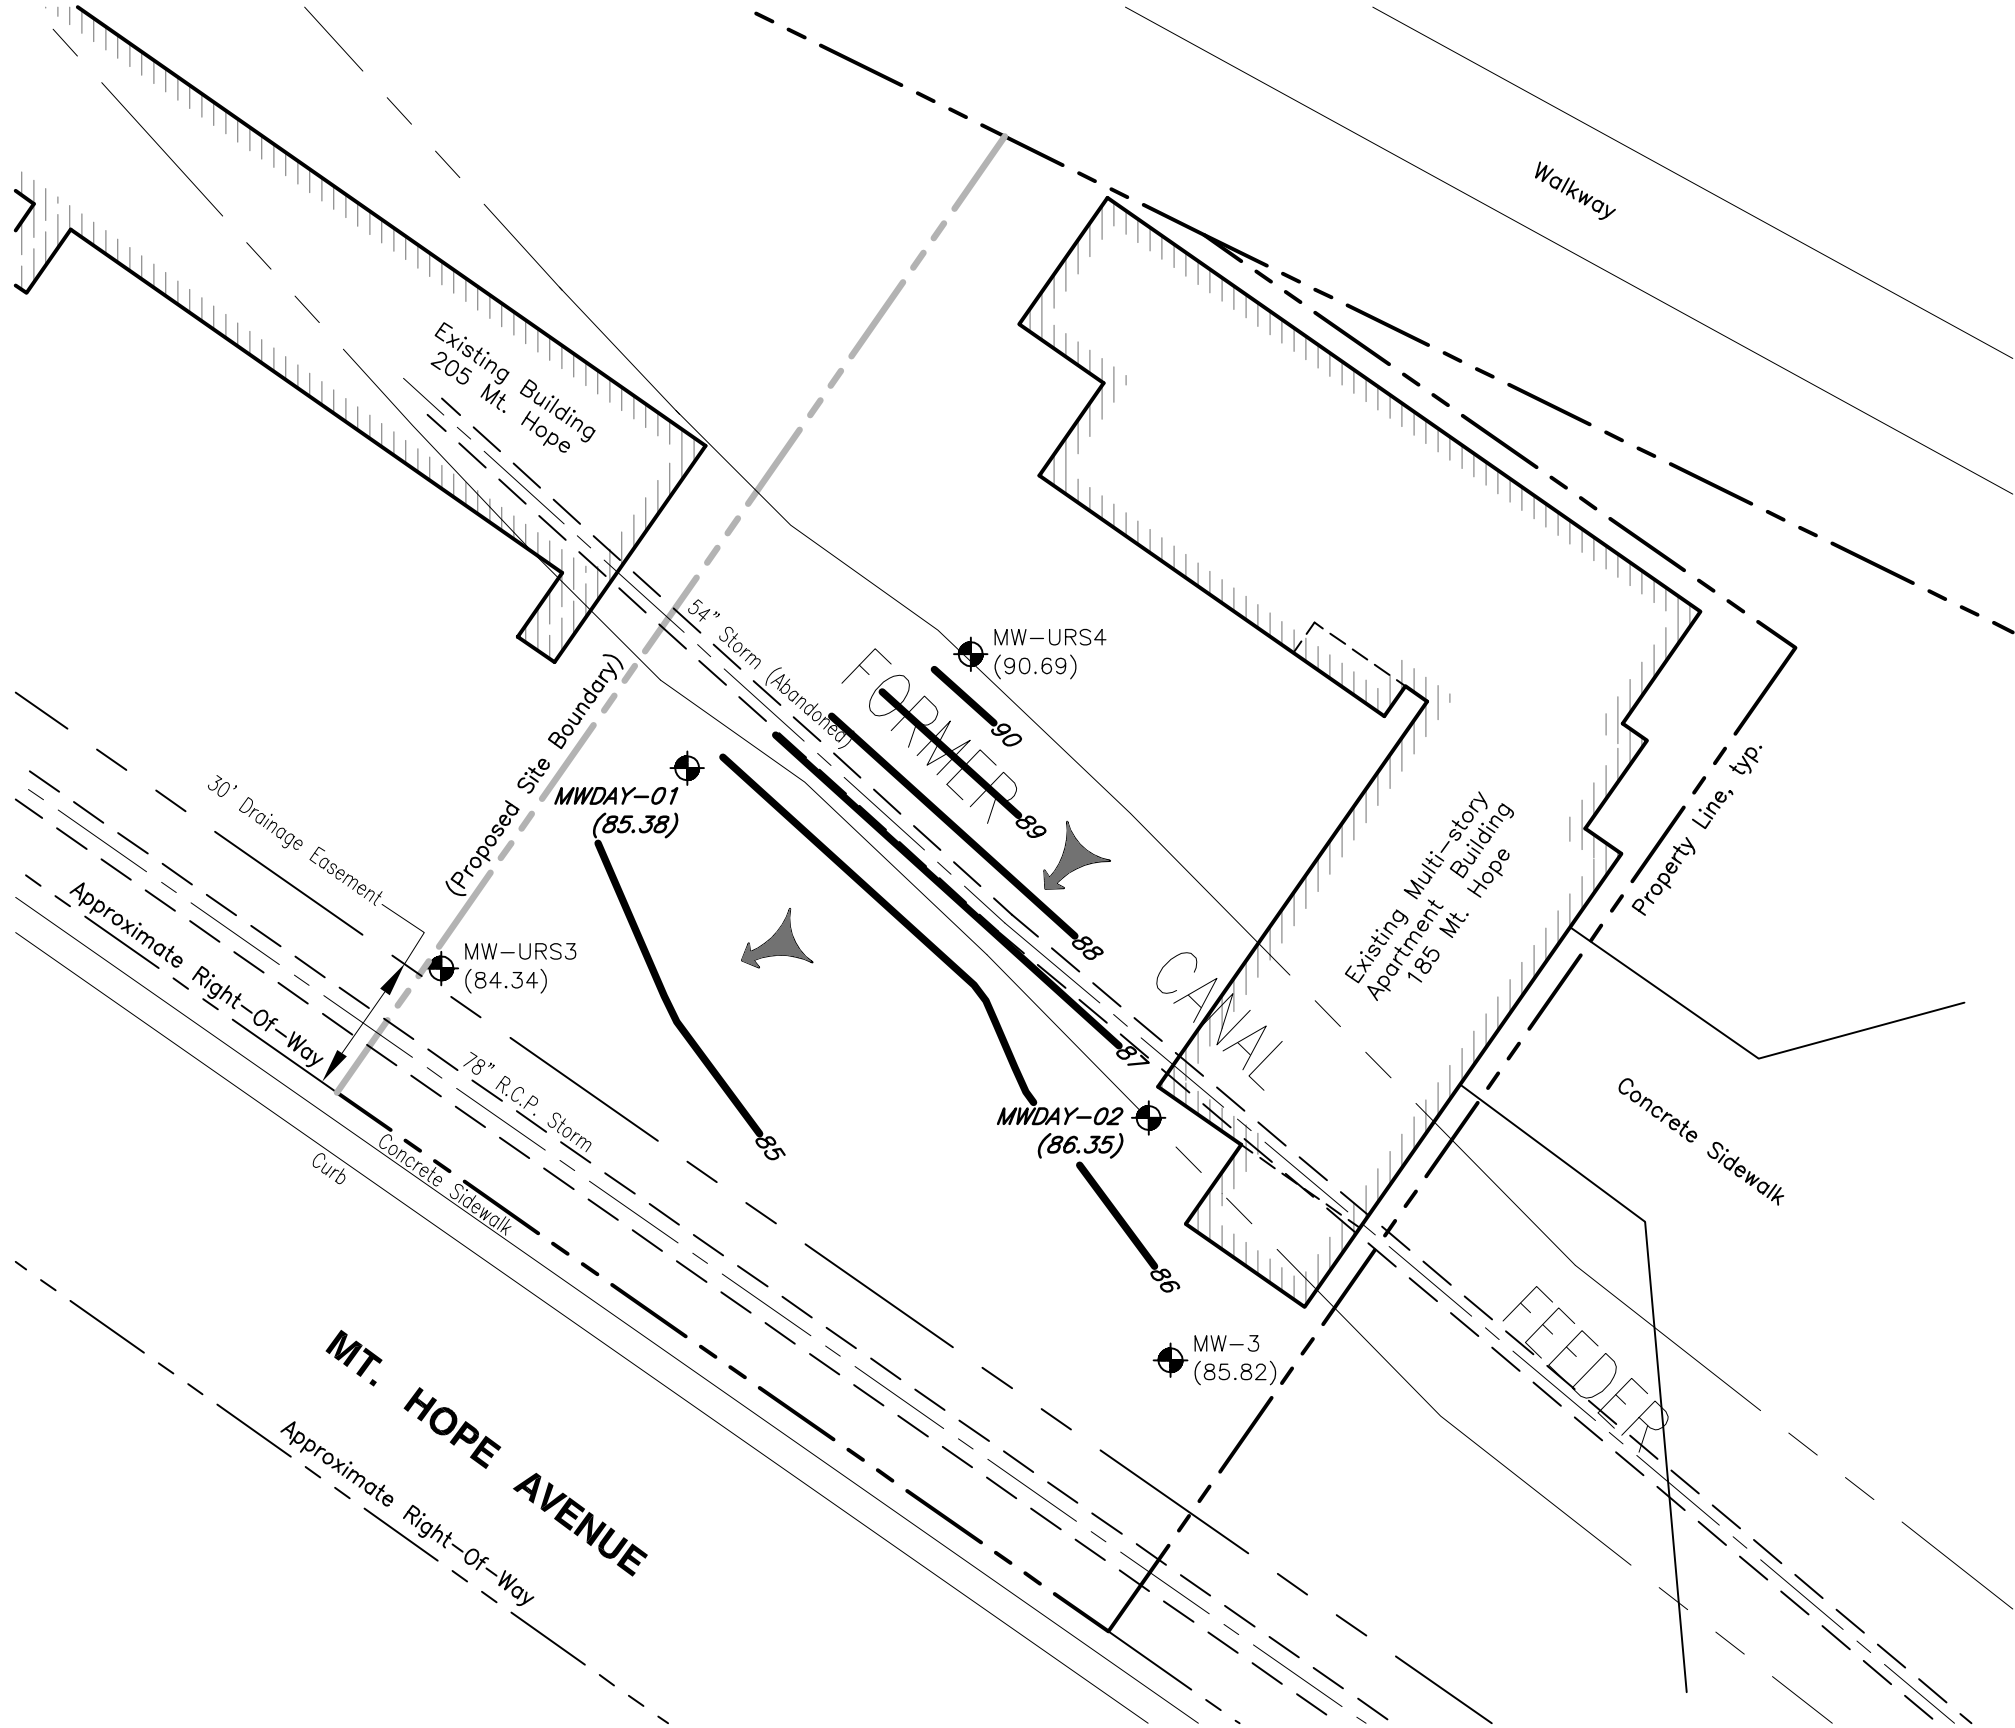 Walkway
Existing Building
205 Mt. Hope
54" Storm (Abandoned)
MW-URS4
(90.69)
FORMER
90
(Proposed Site Boundary)
MWDAY-01
(85.38)
30' Drainage Easement
89
Property Line, typ.
Existing Multi-story
Apartment Building
185 Mt. Hope
Approximate Right-Of-Way
MW-URS3
(84.34)
88
CANAL
87
78" R.C.P. Storm
Concrete Sidewalk
Curb
85
MWDAY-02
(86.35)
Concrete Sidewalk
86
MW-3
(85.82)
FEEDER
MT. HOPE AVENUE
Approximate Right-Of-Way